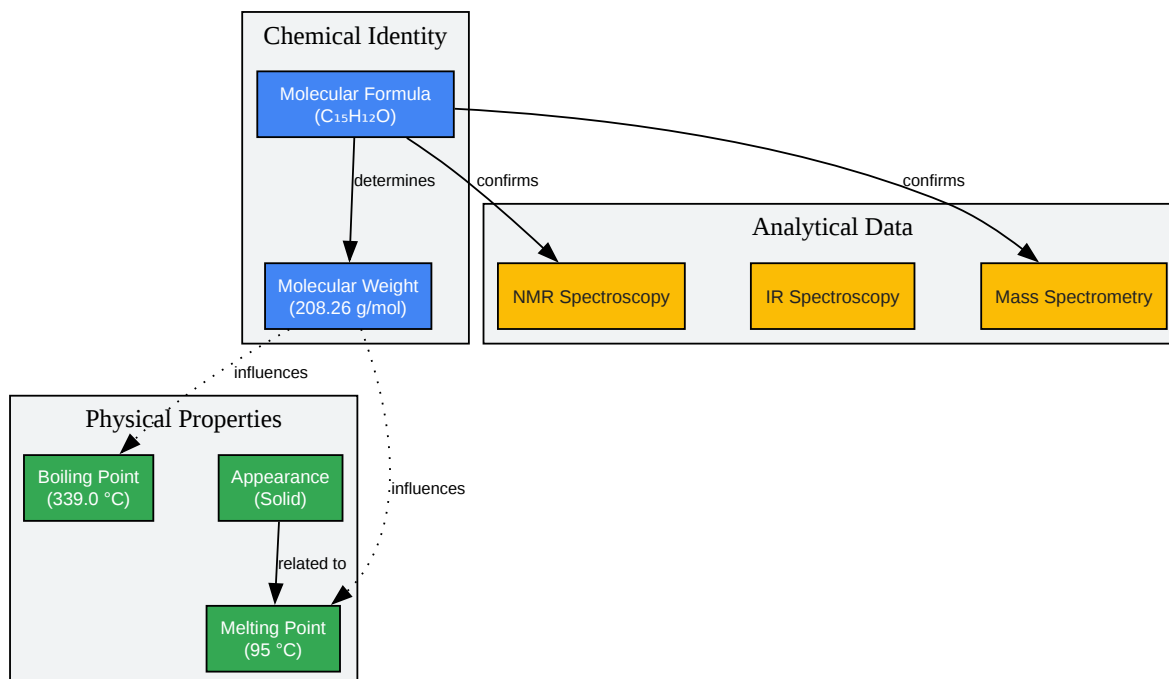 Chemical Identity
Molecular Formula
(C₁₅H₁₂O)
determines
confirms
confirms
Molecular Weight
(208.26 g/mol)
Analytical Data
NMR Spectroscopy
IR Spectroscopy
Mass Spectrometry
influences
influences
Physical Properties
Boiling Point
(339.0 °C)
Appearance
(Solid)
related to
Melting Point
(95 °C)